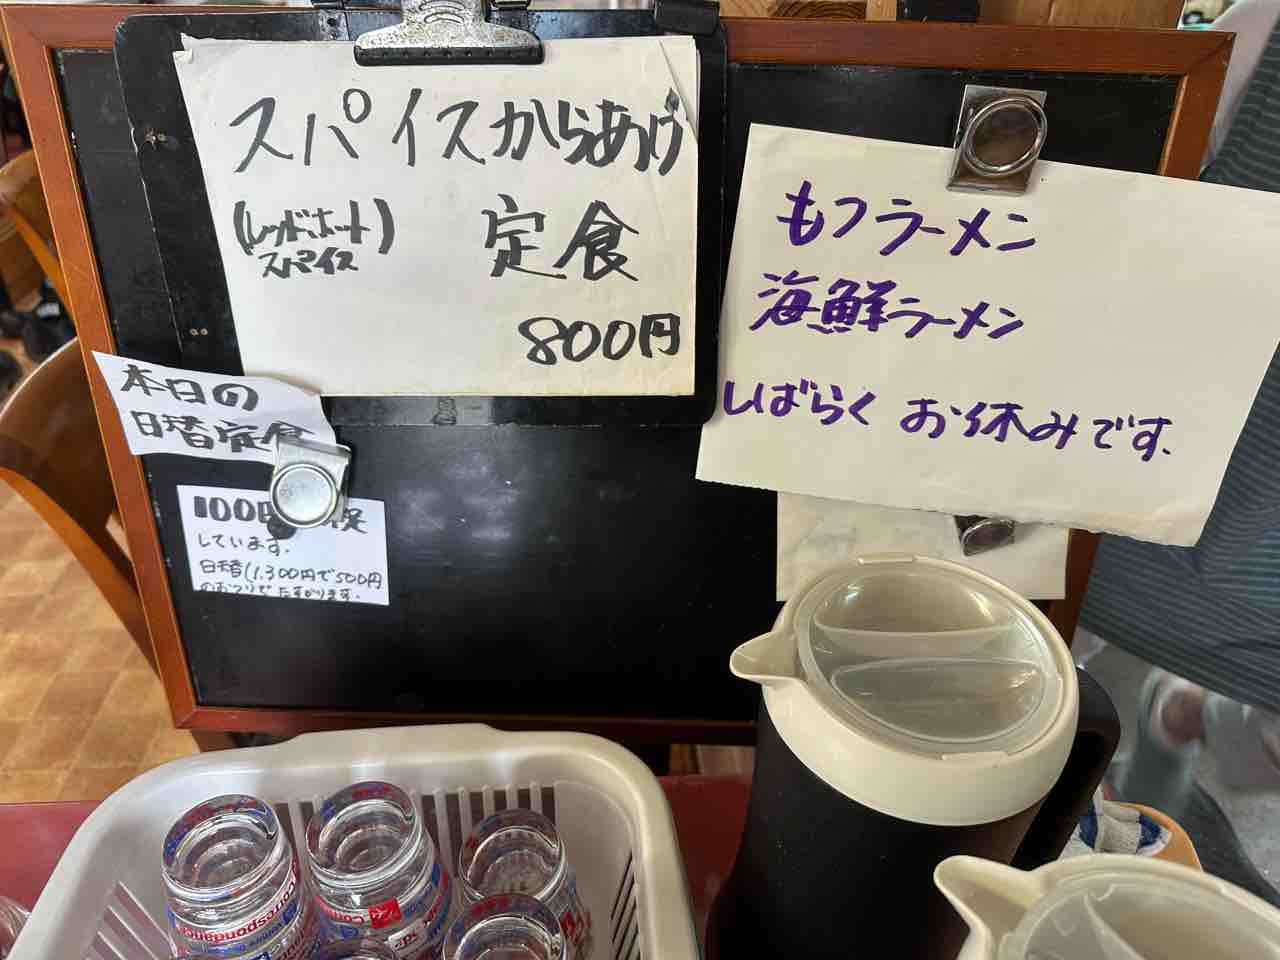 スパイスからあげ
(レッドホット
スパイス)
定食
800円
もつラーメン
海鮮ラーメン
しばらく お休みです.
本日の
日替定食
100円
しています.
日替(1.300円で500円
のおつりで たすかります.
correspondance